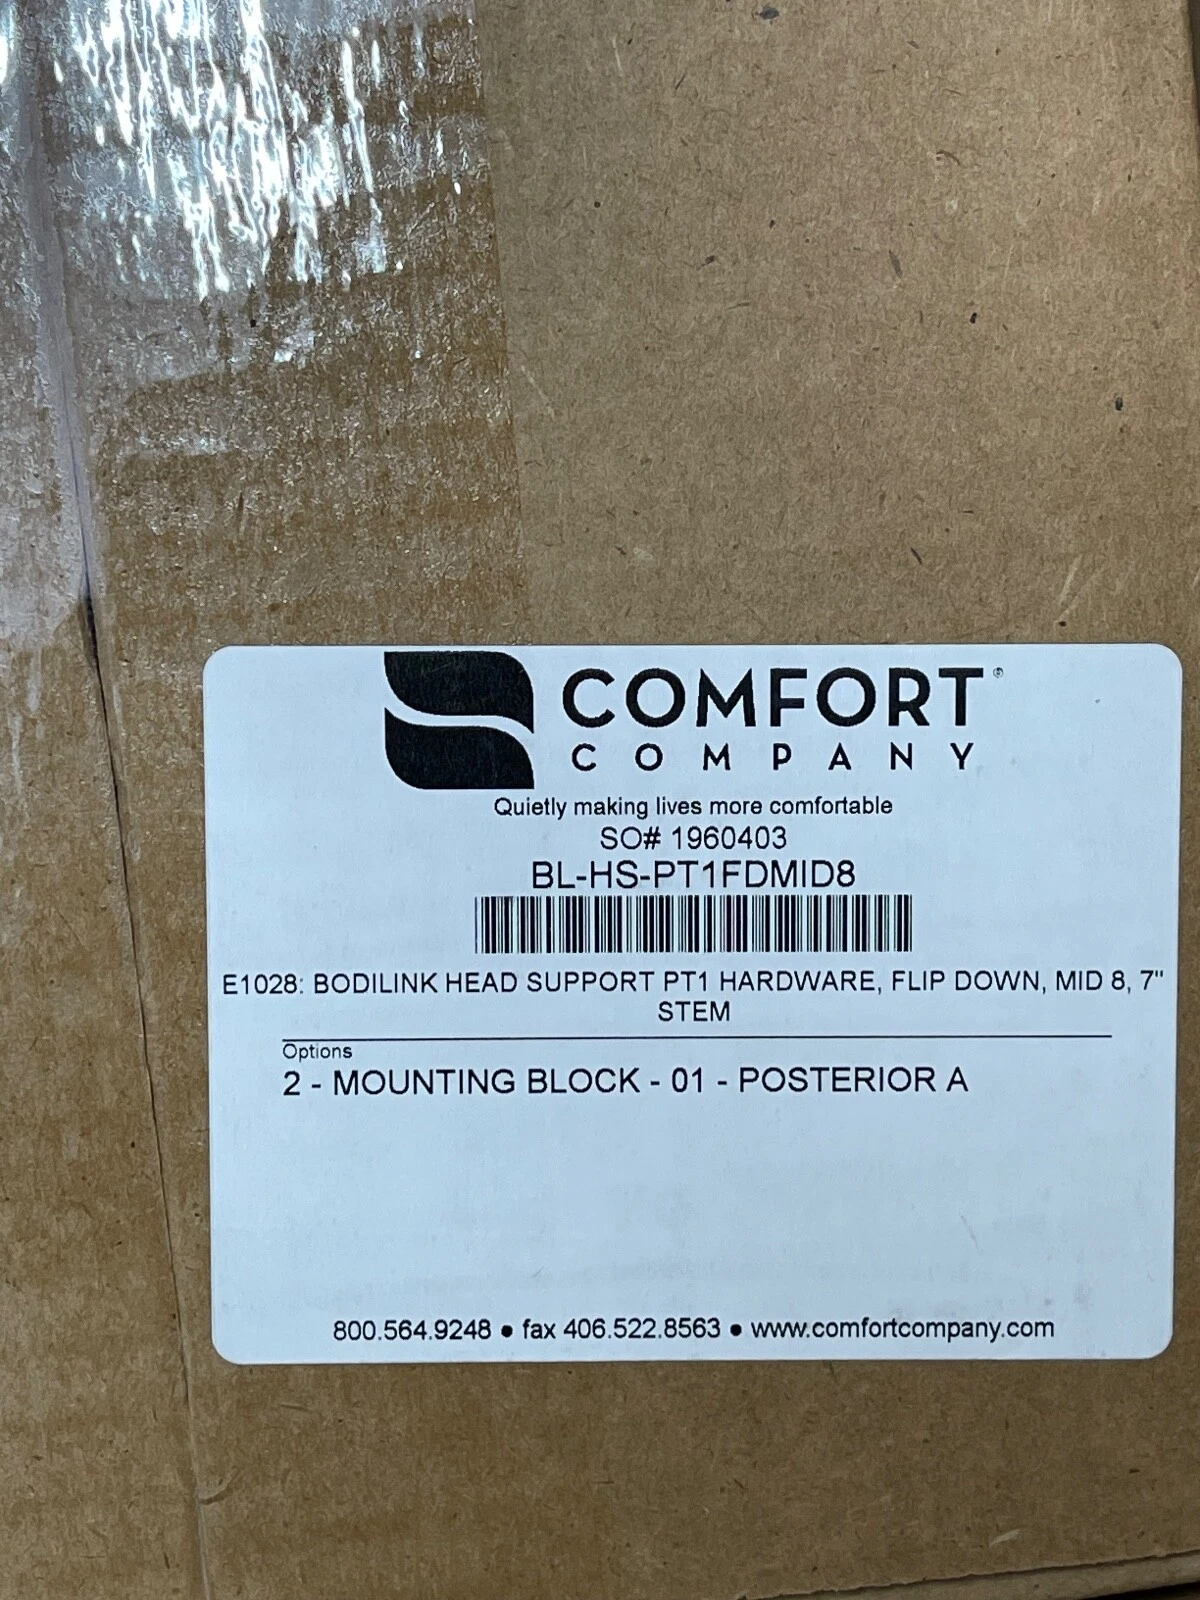 COMFORT®
COMPANY
Quietly making lives more comfortable
SO# 1960403
BL-HS-PT1FDMID8
E1028: BODILINK HEAD SUPPORT PT1 HARDWARE, FLIP DOWN, MID 8, 7"
STEM
Options
2 - MOUNTING BLOCK - 01 - POSTERIOR A
800.564.9248 ● fax 406.522.8563 ● www.comfortcompany.com